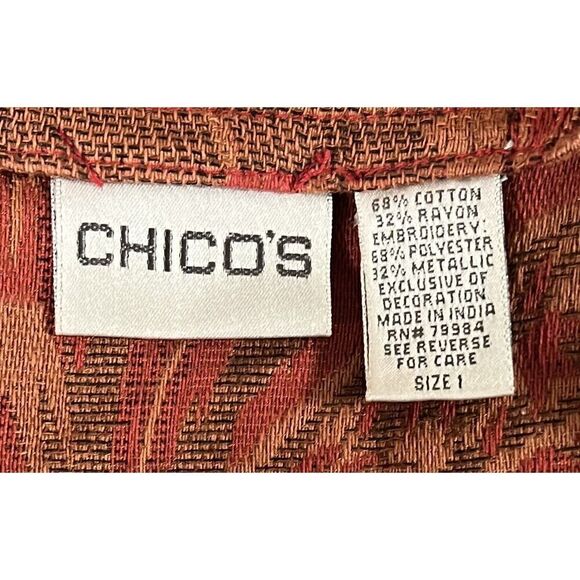 CHICO'S
68% COTTON
32% RAYON
EMBROIDERY:
68% POLYESTER
32% METALLIC
EXCLUSIVE OF
DECORATION
MADE IN INDIA
RN# 79984
SEE REVERSE
FOR CARE
SIZE 1